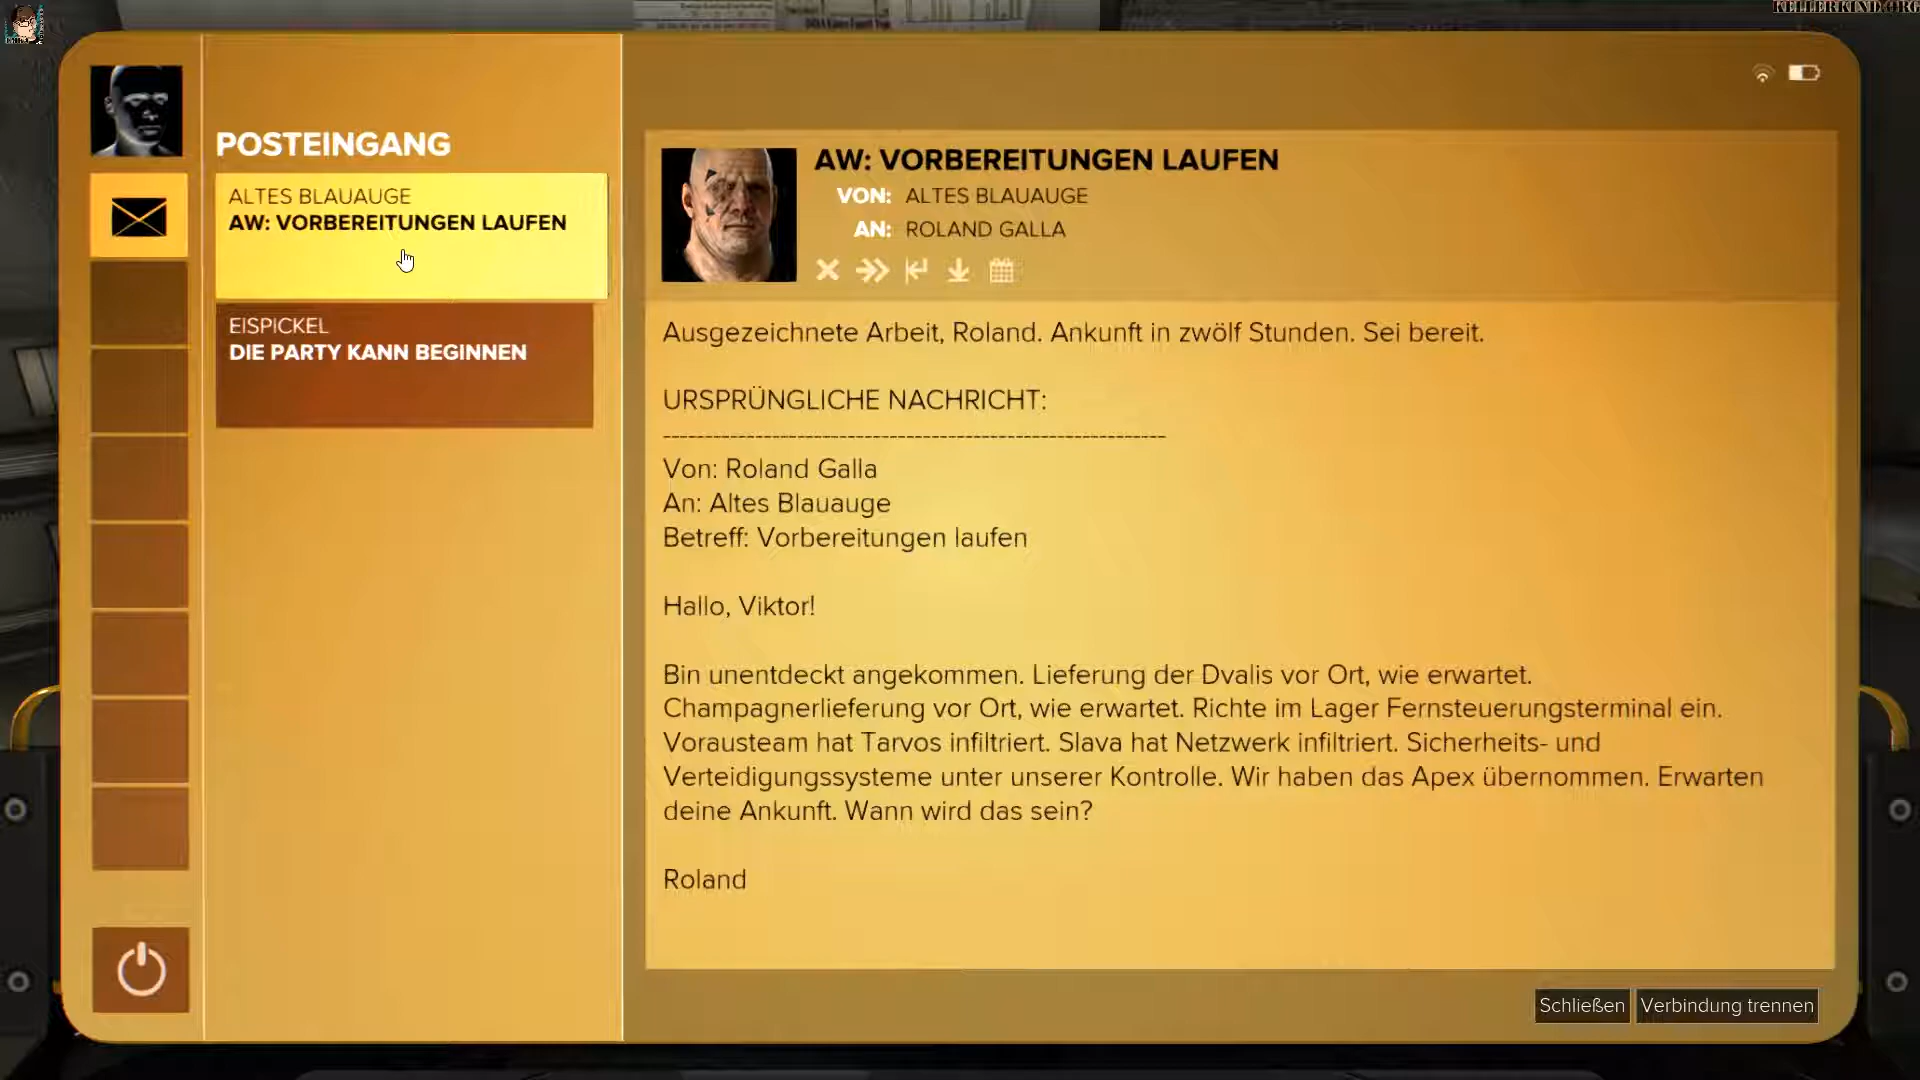 KELLERKIND.ORG
POSTEINGANG
ALTES BLAUAUGE
AW: VORBEREITUNGEN LAUFEN
EISPICKEL
DIE PARTY KANN BEGINNEN
AW: VORBEREITUNGEN LAUFEN
VON: ALTES BLAUAUGE
AN: ROLAND GALLA
Ausgezeichnete Arbeit, Roland. Ankunft in zwölf Stunden. Sei bereit.
URSPRÜNGLICHE NACHRICHT:
------------------------------------------------------------
Von: Roland Galla
An: Altes Blauauge
Betreff: Vorbereitungen laufen
Hallo, Viktor!
Bin unentdeckt angekommen. Lieferung der Dvalis vor Ort, wie erwartet.
Champagnerlieferung vor Ort, wie erwartet. Richte im Lager Fernsteuerungsterminal ein.
Vorausteam hat Tarvos infiltriert. Slava hat Netzwerk infiltriert. Sicherheits- und
Verteidigungssysteme unter unserer Kontrolle. Wir haben das Apex übernommen. Erwarten
deine Ankunft. Wann wird das sein?
Roland
Schließen
Verbindung trennen